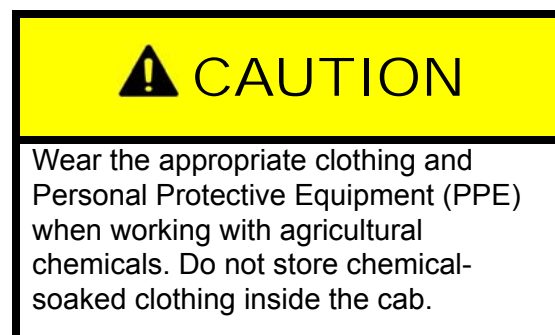 CAUTION
Wear the appropriate clothing and
Personal Protective Equipment (PPE)
when working with agricultural
chemicals. Do not store chemical-
soaked clothing inside the cab.